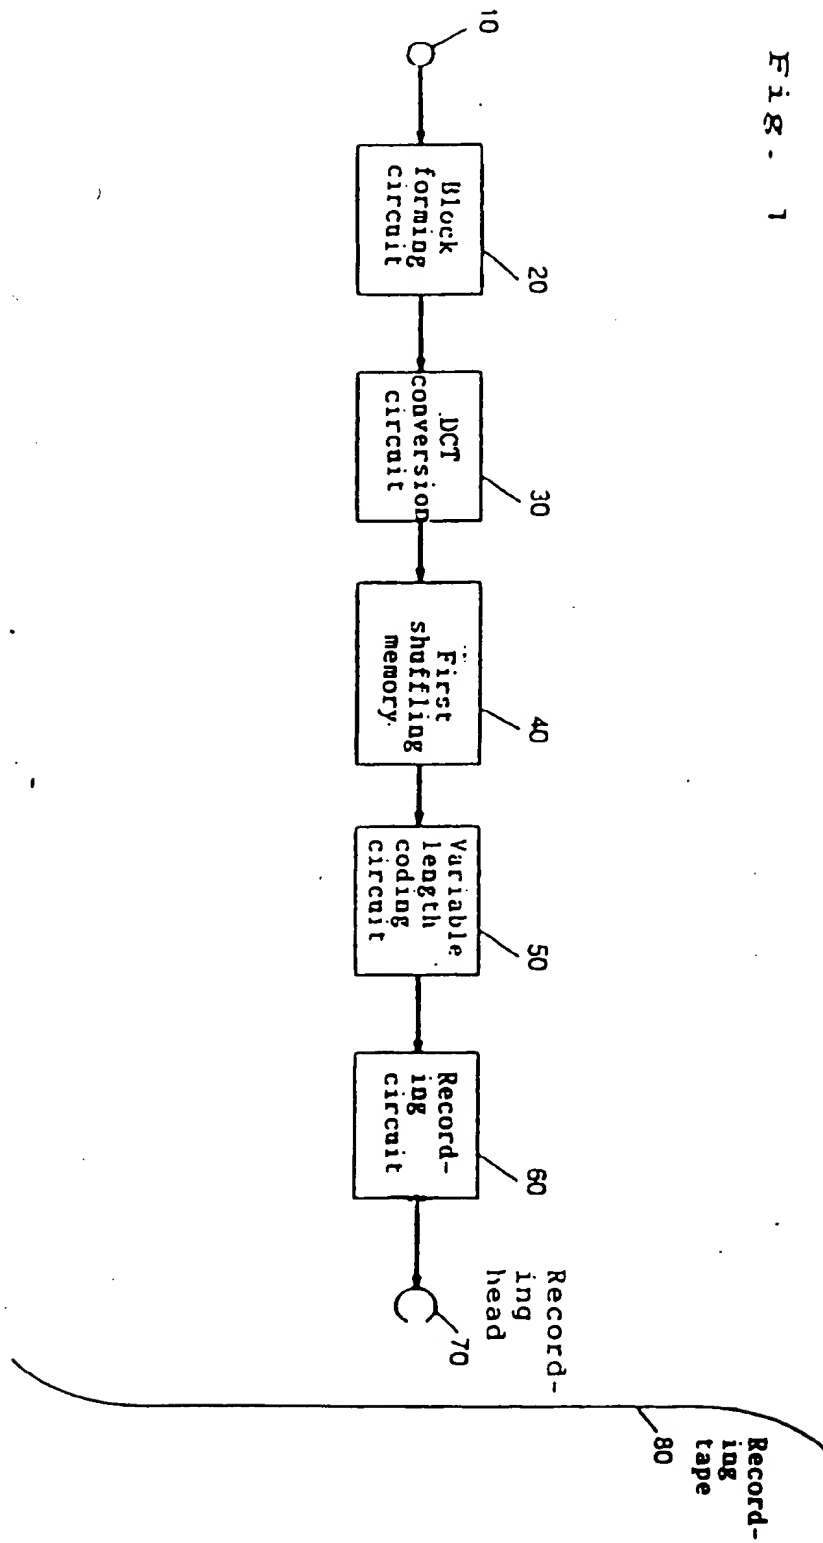 Fig. 1
10
Block
forming
circuit
20
DCT
conversion
circuit
30
First
shuffling
memory
40
Variable
length
coding
circuit
50
Record-
ing
circuit
60
Record-
ing
head
70
Record-
ing
tape
80